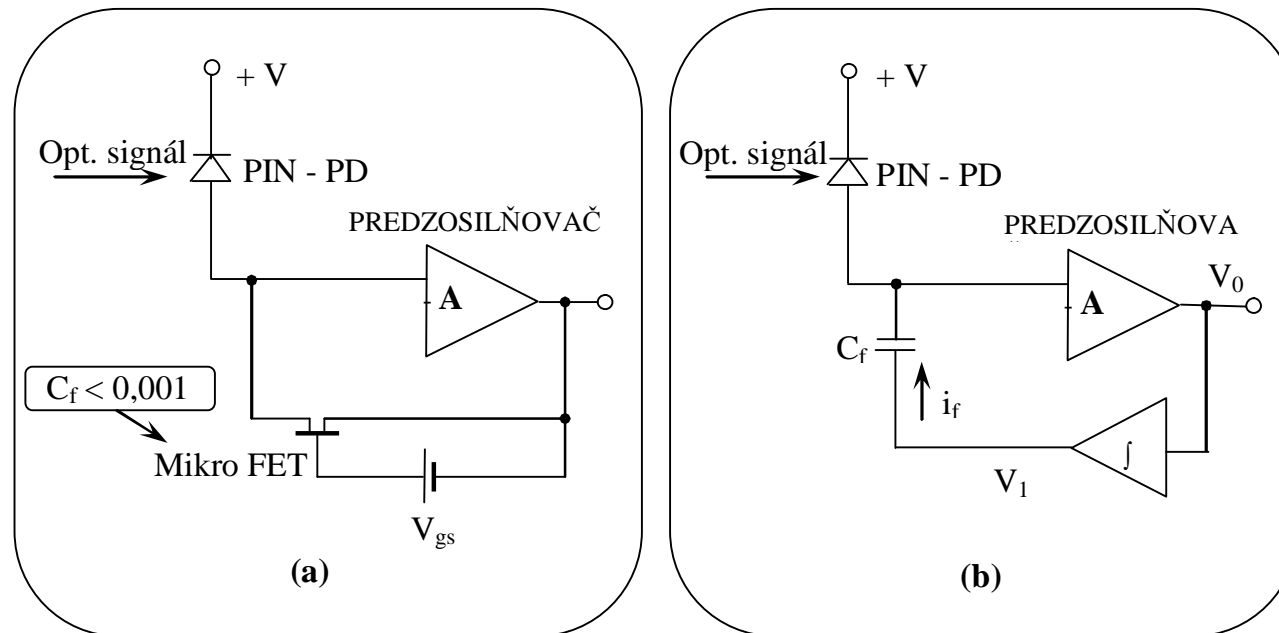 + V
Opt. signál
PIN - PD
PREDZOSILŇOVAČ
- A
C_f < 0,001
Mikro FET
V_gs
(a)
+ V
Opt. signál
PIN - PD
PREDZOSILŇOVA
V_0
- A
C_f
i_f
∫
V_1
(b)